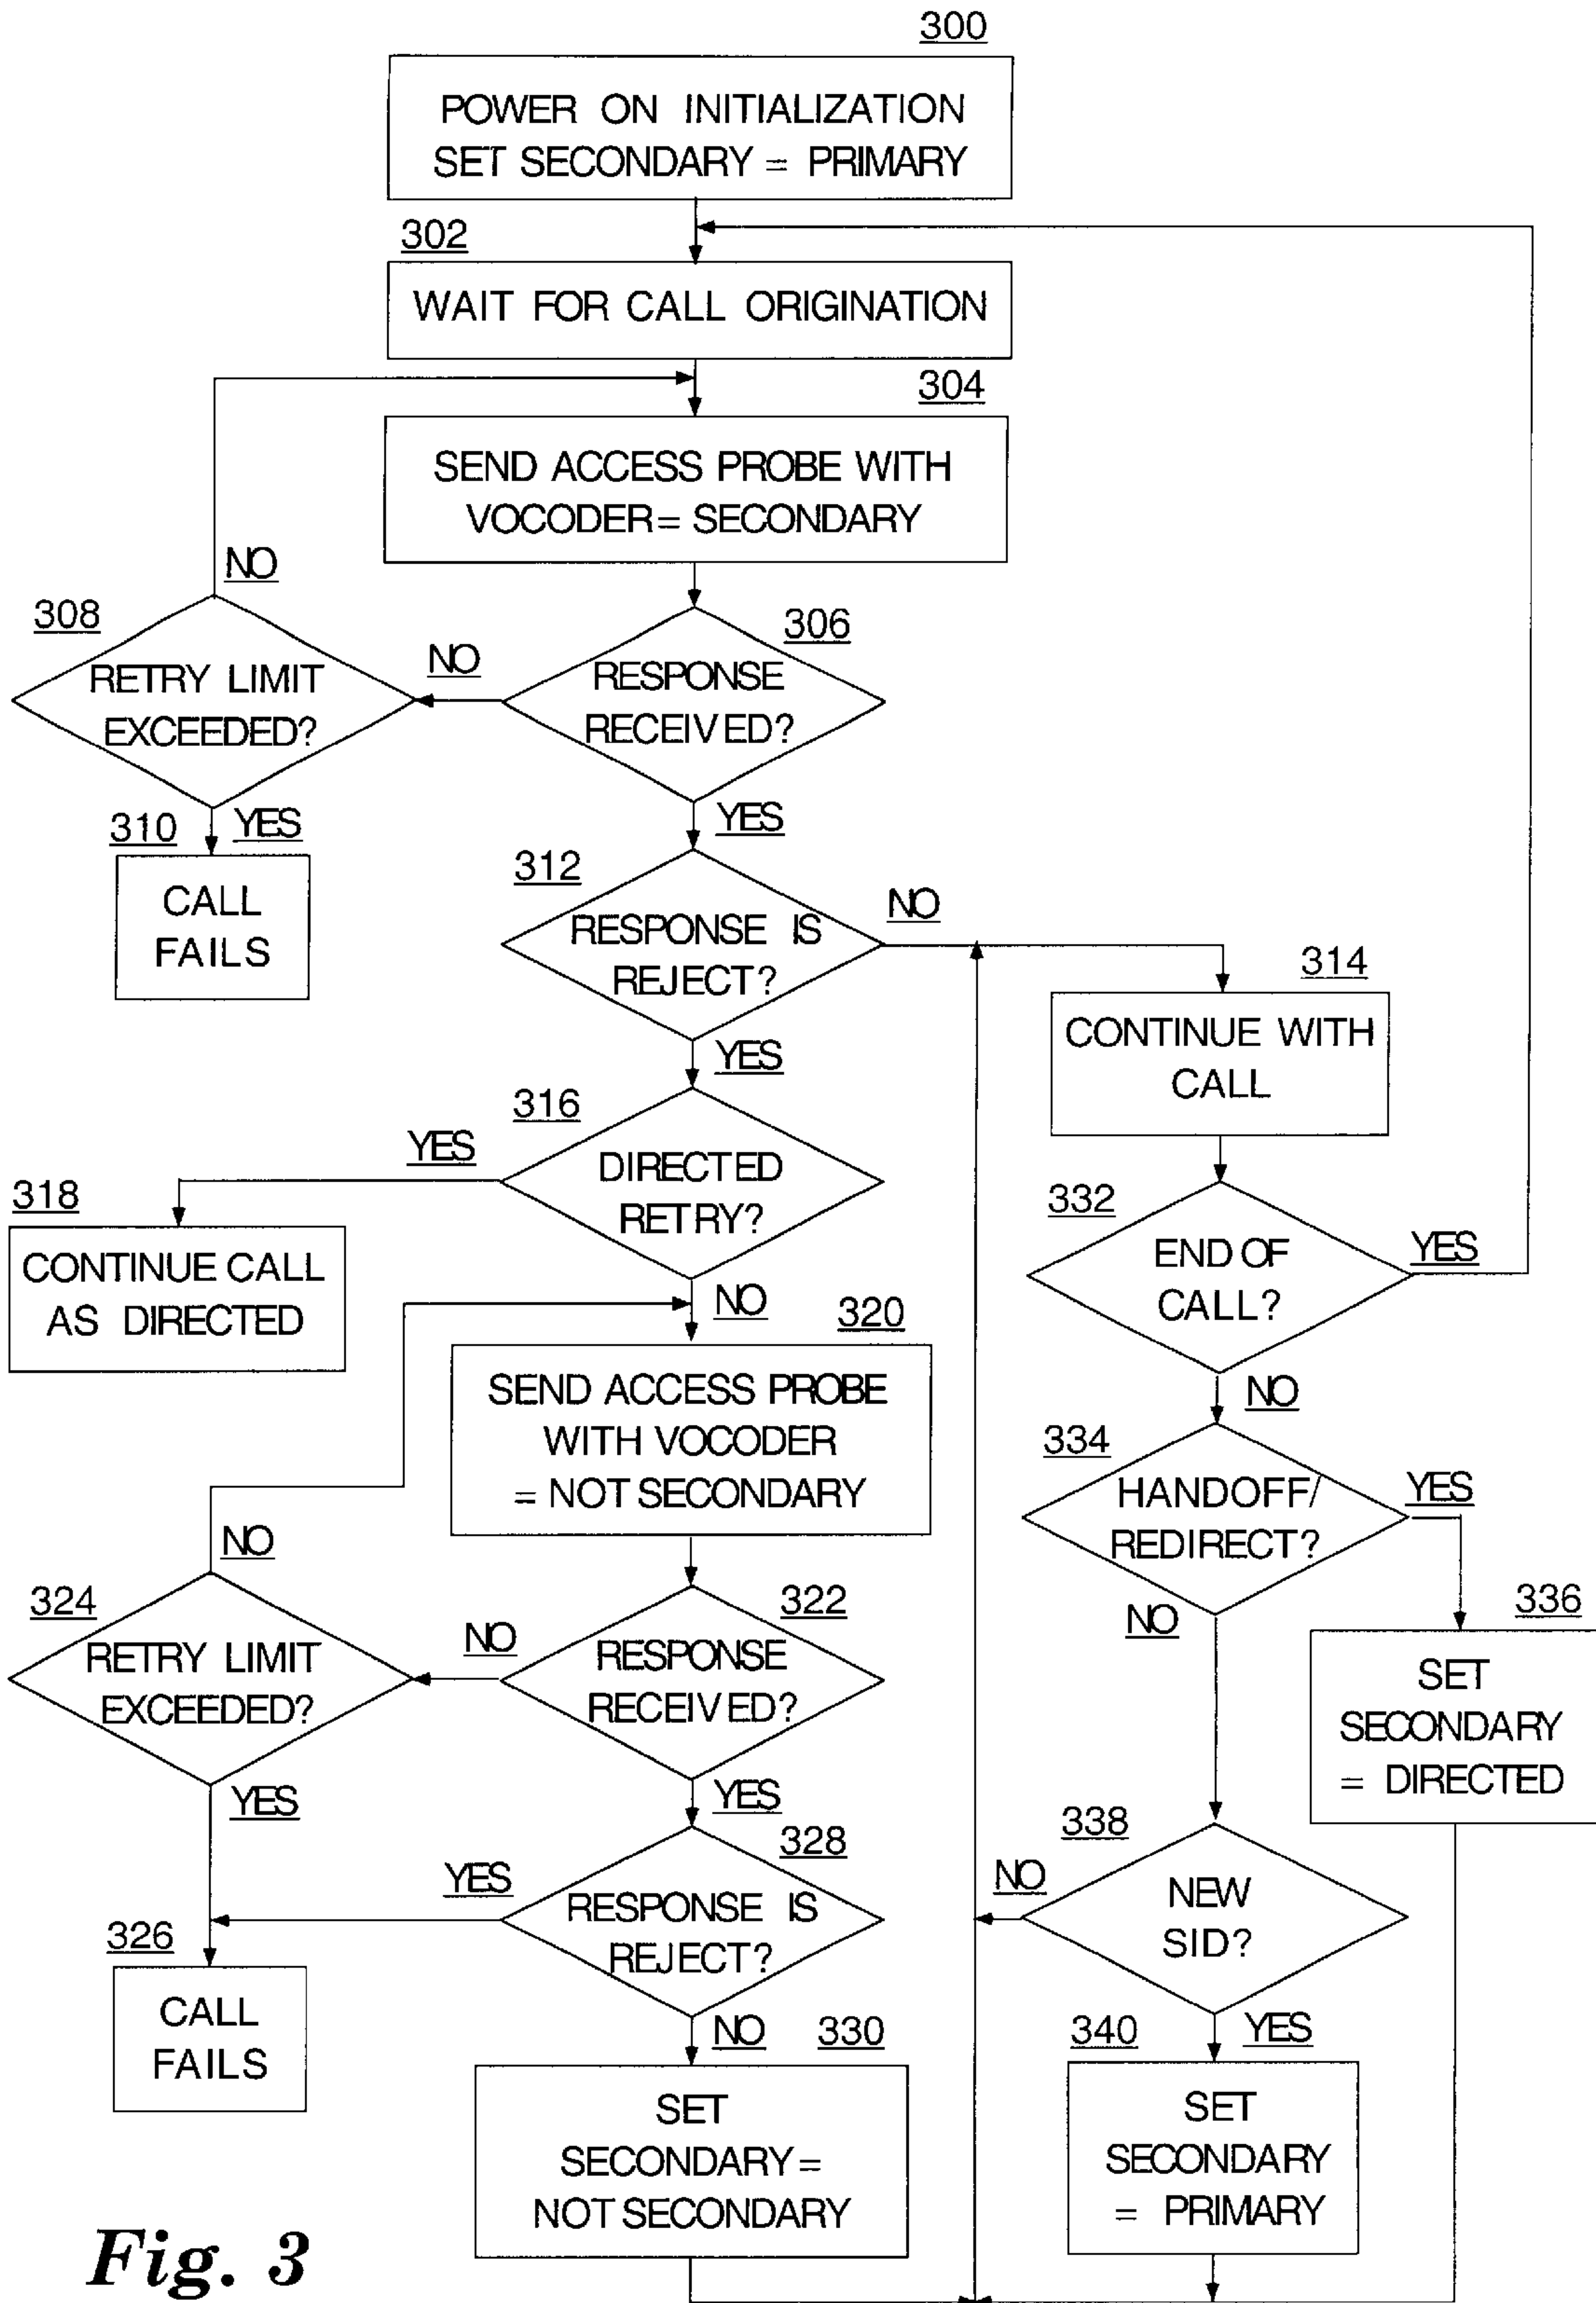 300
POWER ON INITIALIZATION
SET SECONDARY = PRIMARY
302
WAIT FOR CALL ORIGINATION
304
SEND ACCESS PROBE WITH
VOCODER = SECONDARY
NO
308
RETRY LIMIT
EXCEEDED?
NO
306
RESPONSE
RECEIVED?
310
YES
CALL
FAILS
YES
312
RESPONSE IS
REJECT?
NO
314
CONTINUE WITH
CALL
YES
316
DIRECTED
RETRY?
YES
318
CONTINUE CALL
AS DIRECTED
332
END OF
CALL?
YES
NO
320
SEND ACCESS PROBE
WITH VOCODER
= NOT SECONDARY
NO
334
HANDOFF/
REDIRECT?
YES
NO
336
SET
SECONDARY
= DIRECTED
NO
324
RETRY LIMIT
EXCEEDED?
NO
322
RESPONSE
RECEIVED?
YES
YES
328
RESPONSE IS
REJECT?
YES
326
CALL
FAILS
338
NEW
SID?
NO
NO
330
SET
SECONDARY =
NOT SECONDARY
340
YES
SET
SECONDARY
= PRIMARY
Fig. 3